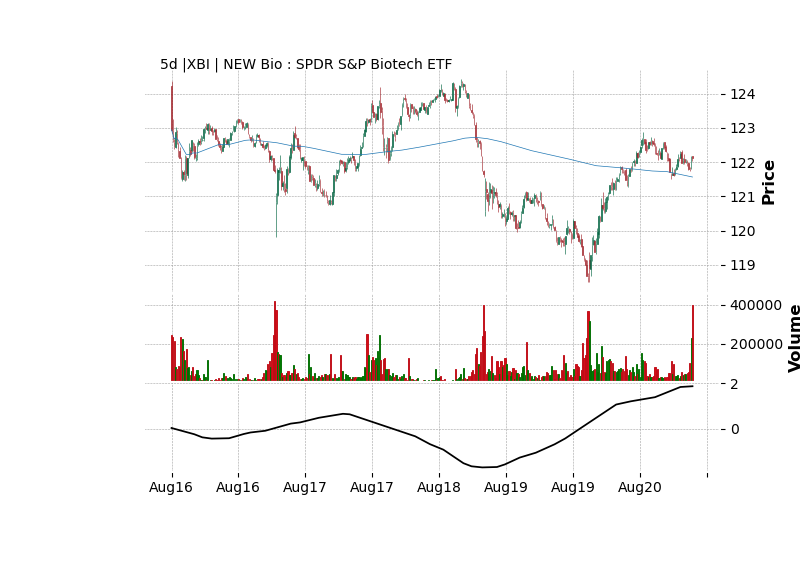 5d |XBI | NEW Bio : SPDR S&P Biotech ETF
124
123
122
121
120
119
Price
400000
200000
Volume
2
0
Aug16 Aug16 Aug17 Aug17 Aug18 Aug19 Aug19 Aug20